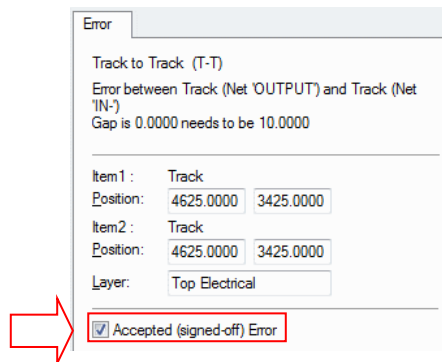 Error
Track to Track (T-T)
Error between Track (Net 'OUTPUT') and Track (Net
'IN-')
Gap is 0.0000 needs to be 10.0000
Item1 : Track
Position: 4625.0000 3425.0000
Item2 : Track
Position: 4625.0000 3425.0000
Layer: Top Electrical
Accepted (signed-off) Error